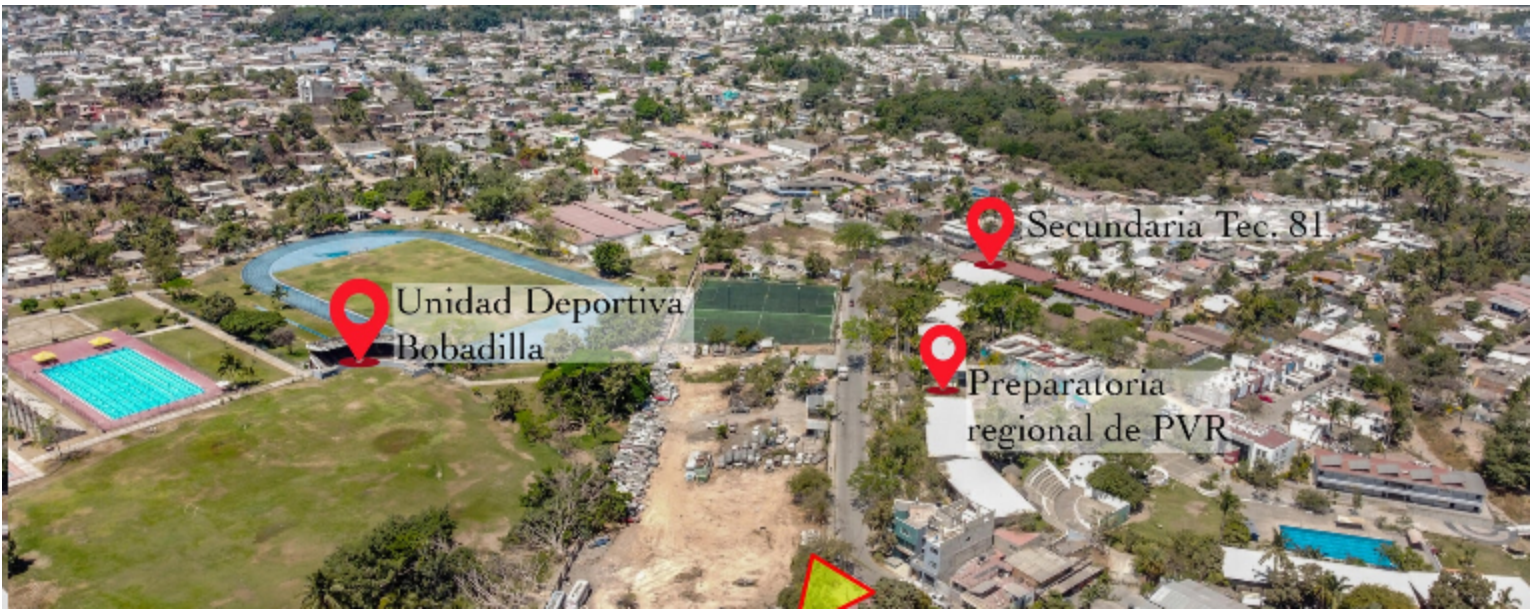 Secundaria Tec. 81
Unidad Deportiva
Bobadilla
Preparatoria
regional de PVR